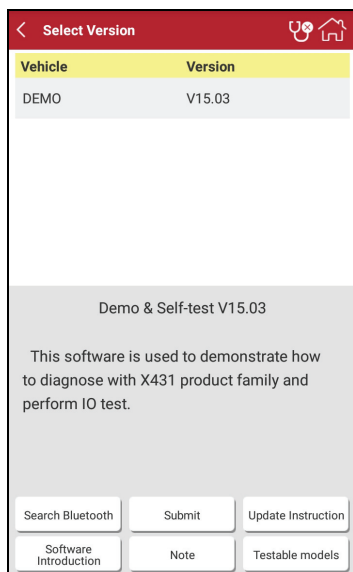 Select Version
Vehicle Version
DEMO V15.03
Demo & Self-test V15.03
This software is used to demonstrate how
to diagnose with X431 product family and
perform IO test.
Search Bluetooth Submit Update Instruction
Software
Introduction Note Testable models